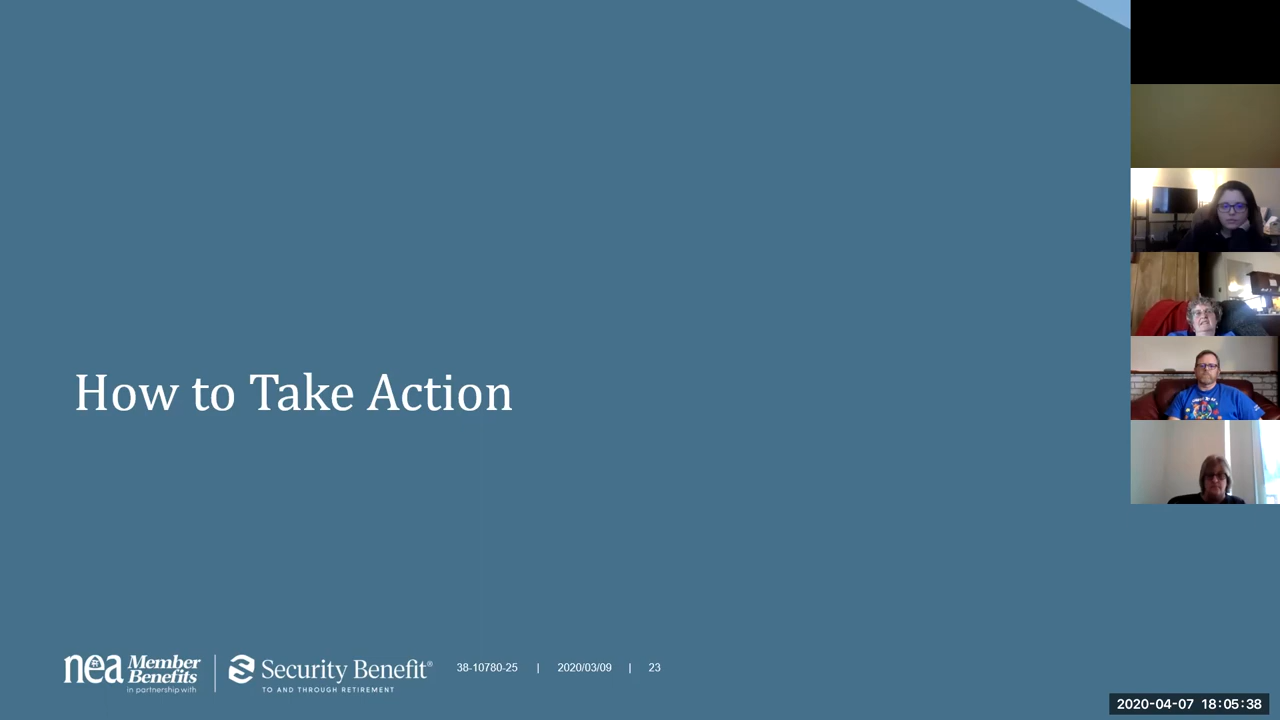 How to Take Action
nea Member Benefits
in partnership with
Security Benefit®
TO AND THROUGH RETIREMENT
38-10780-25 | 2020/03/09 | 23
2020-04-07 18:05:38